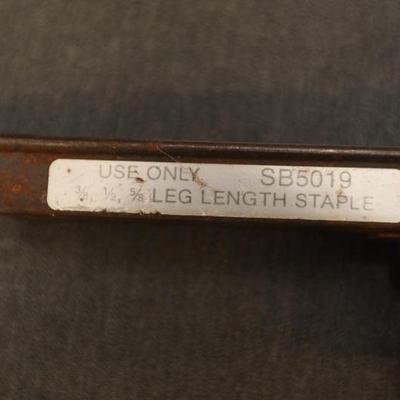 USE ONLY SB5019
3/8, 1/2, 5/8 LEG LENGTH STAPLE